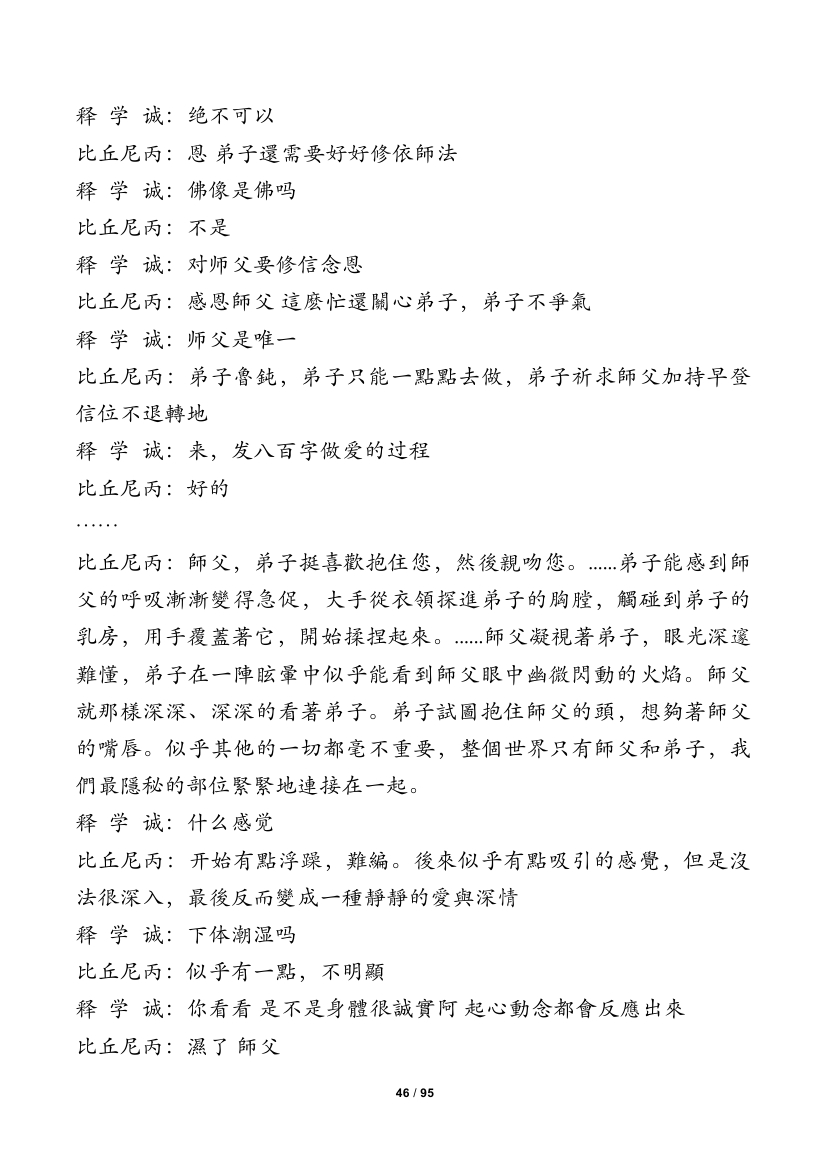 释 学 诚：绝不可以
比丘尼丙：恩 弟子還需要好好修依師法
释 学 诚：佛像是佛吗
比丘尼丙：不是
释 学 诚：对师父要修信念恩
比丘尼丙：感恩師父 這麼忙還關心弟子，弟子不爭氣
释 学 诚：师父是唯一
比丘尼丙：弟子魯鈍，弟子只能一點點去做，弟子祈求師父加持早登
信位不退轉地
释 学 诚：来，发八百字做爱的过程
比丘尼丙：好的
……
比丘尼丙：師父，弟子挺喜歡抱住您，然後親吻您。......弟子能感到師
父的呼吸漸漸變得急促，大手從衣領探進弟子的胸膛，觸碰到弟子的
乳房，用手覆蓋著它，開始揉捏起來。......師父凝視著弟子，眼光深邃
難懂，弟子在一陣眩暈中似乎能看到師父眼中幽微閃動的火焰。師父
就那樣深深、深深的看著弟子。弟子試圖抱住師父的頭，想夠著師父
的嘴唇。似乎其他的一切都毫不重要，整個世界只有師父和弟子，我
們最隱秘的部位緊緊地連接在一起。
释 学 诚：什么感觉
比丘尼丙：开始有點浮躁，難編。後來似乎有點吸引的感覺，但是沒
法很深入，最後反而變成一種靜靜的愛與深情
释 学 诚：下体潮湿吗
比丘尼丙：似乎有一點，不明顯
释 学 诚：你看看 是不是身體很誠實阿 起心動念都會反應出來
比丘尼丙：濕了 師父
46 / 95